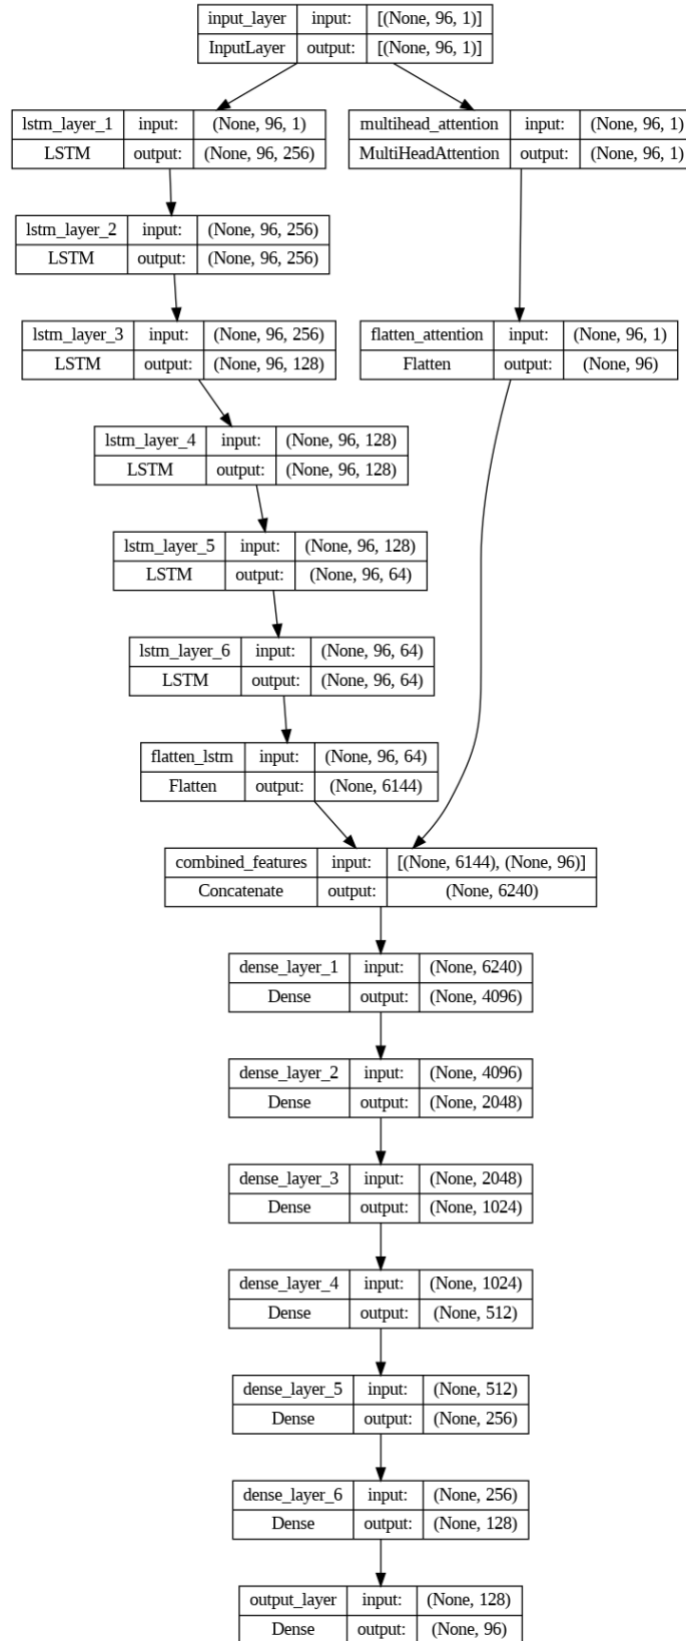 input_layer input: [(None, 96, 1)]
InputLayer output: [(None, 96, 1)]
lstm_layer_1 input: (None, 96, 1)
LSTM output: (None, 96, 256)
multihead_attention input: (None, 96, 1)
MultiHeadAttention output: (None, 96, 1)
lstm_layer_2 input: (None, 96, 256)
LSTM output: (None, 96, 256)
lstm_layer_3 input: (None, 96, 256)
LSTM output: (None, 96, 128)
flatten_attention input: (None, 96, 1)
Flatten output: (None, 96)
lstm_layer_4 input: (None, 96, 128)
LSTM output: (None, 96, 128)
lstm_layer_5 input: (None, 96, 128)
LSTM output: (None, 96, 64)
lstm_layer_6 input: (None, 96, 64)
LSTM output: (None, 96, 64)
flatten_lstm input: (None, 96, 64)
Flatten output: (None, 6144)
combined_features input: [(None, 6144), (None, 96)]
Concatenate output: (None, 6240)
dense_layer_1 input: (None, 6240)
Dense output: (None, 4096)
dense_layer_2 input: (None, 4096)
Dense output: (None, 2048)
dense_layer_3 input: (None, 2048)
Dense output: (None, 1024)
dense_layer_4 input: (None, 1024)
Dense output: (None, 512)
dense_layer_5 input: (None, 512)
Dense output: (None, 256)
dense_layer_6 input: (None, 256)
Dense output: (None, 128)
output_layer input: (None, 128)
Dense output: (None, 96)